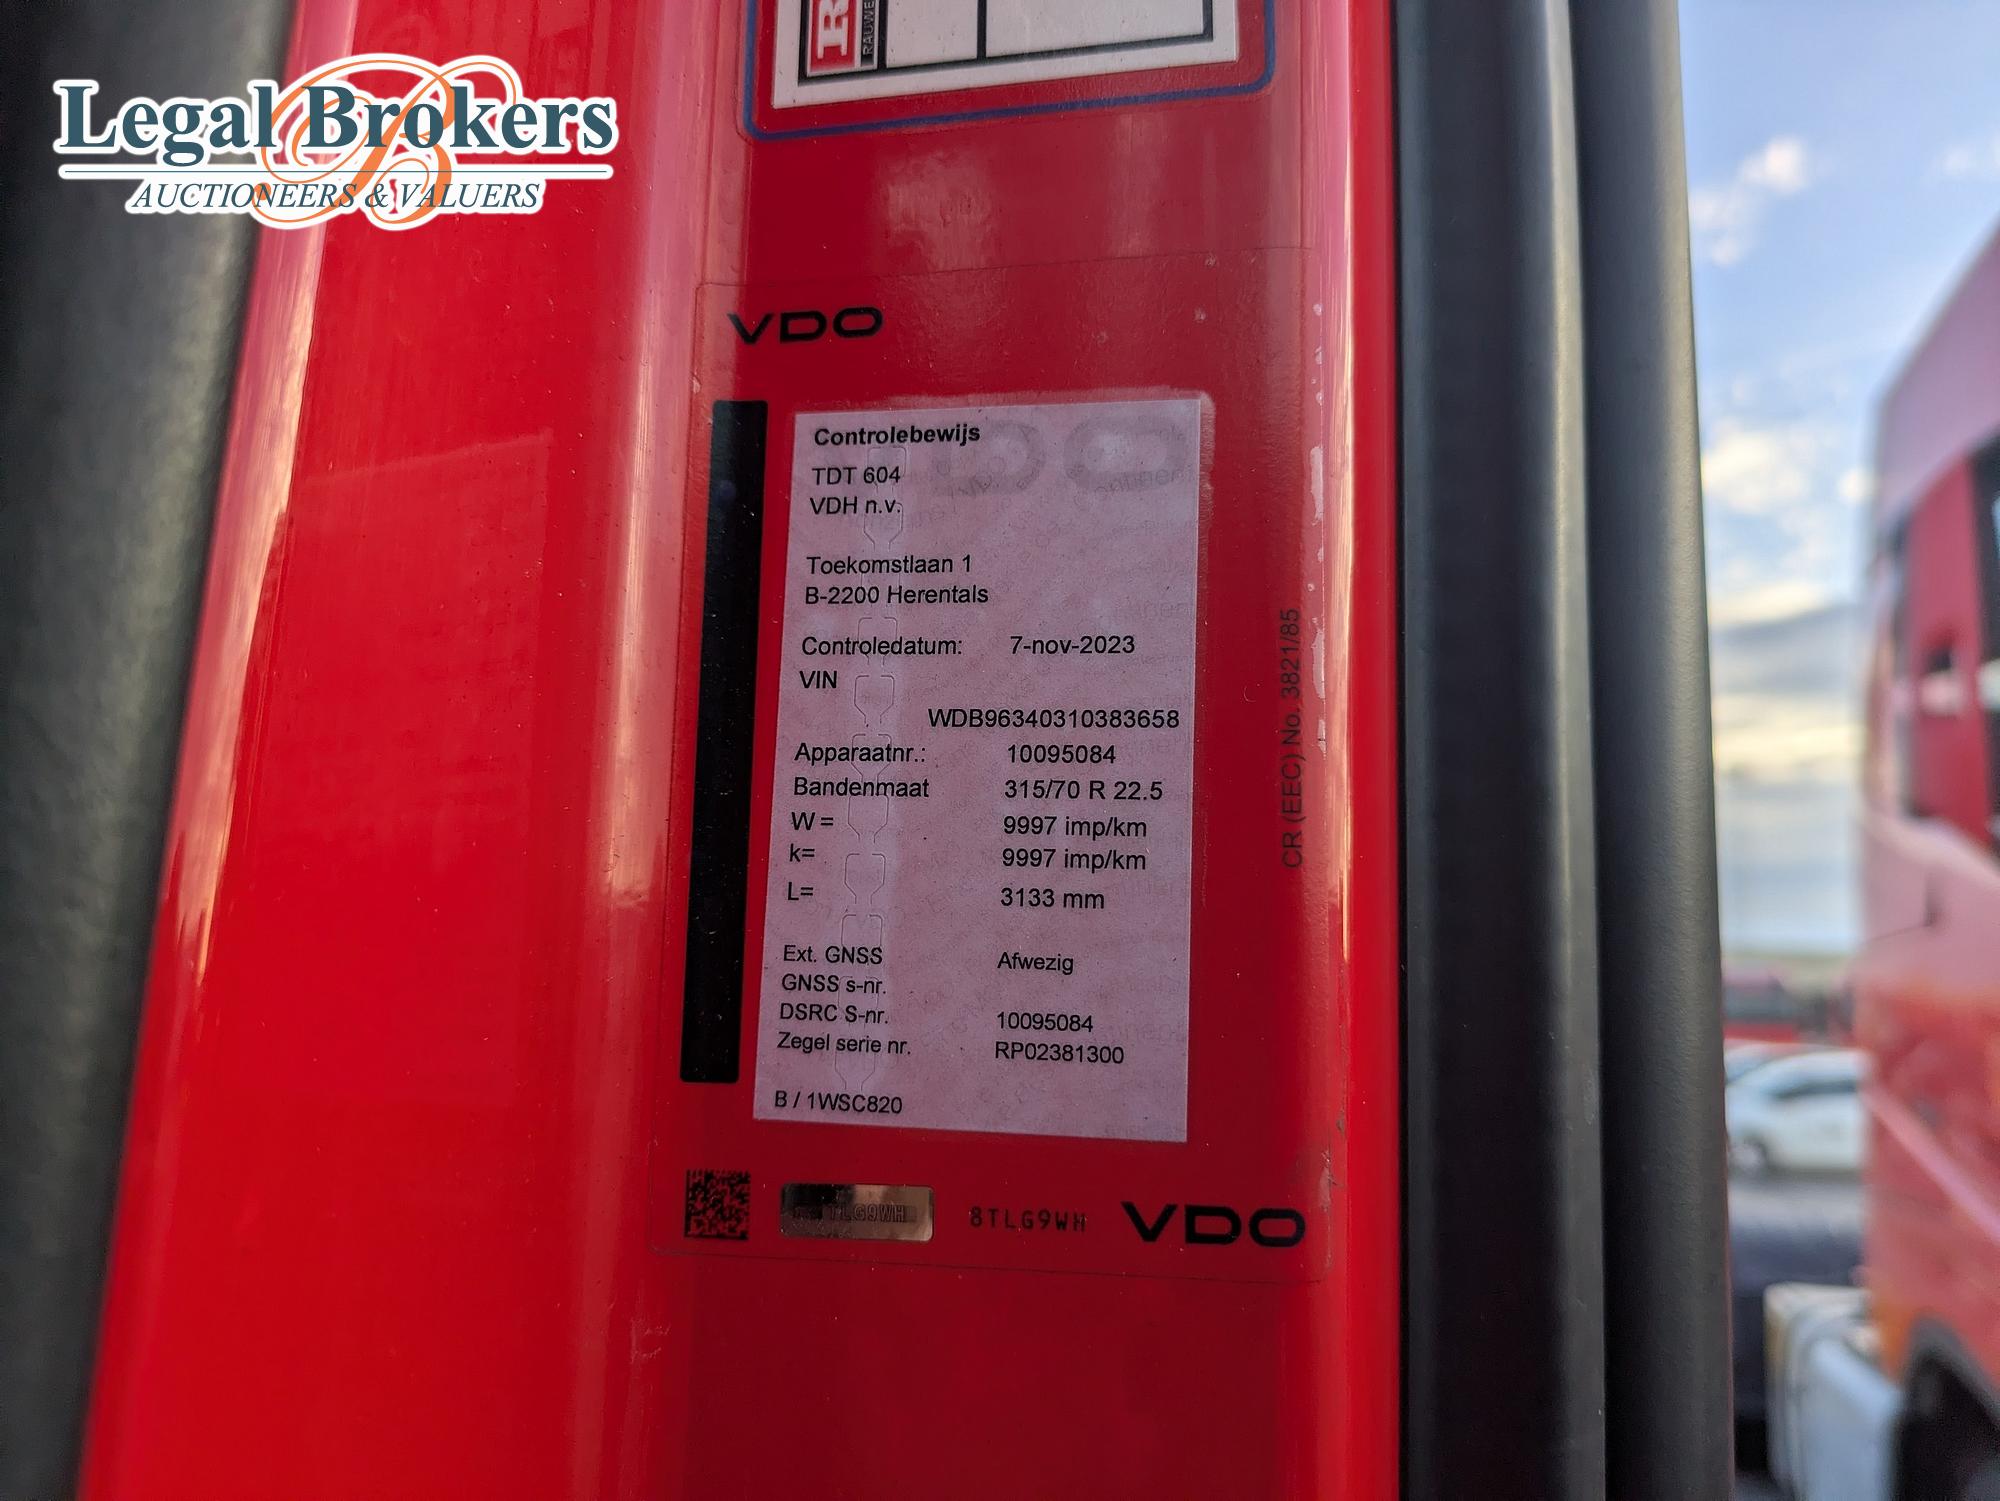 Legal Brokers
AUCTIONEERS & VALUERS
VDO
Controlebewijs
TDT 604
VDH n.v.
Toekomstlaan 1
B-2200 Herentals
Controledatum: 7-nov-2023
VIN
WDB96340310383658
Apparaatnr.: 10095084
Bandenmaat 315/70 R 22.5
W = 9997 imp/km
k= 9997 imp/km
L= 3133 mm
Ext. GNSS Afwezig
GNSS s-nr.
DSRC S-nr. 10095084
Zegel serie nr. RP02381300
B / 1WSC820
CR (EEC) No. 3821/85
TLG9WH 8TLG9WH VDO